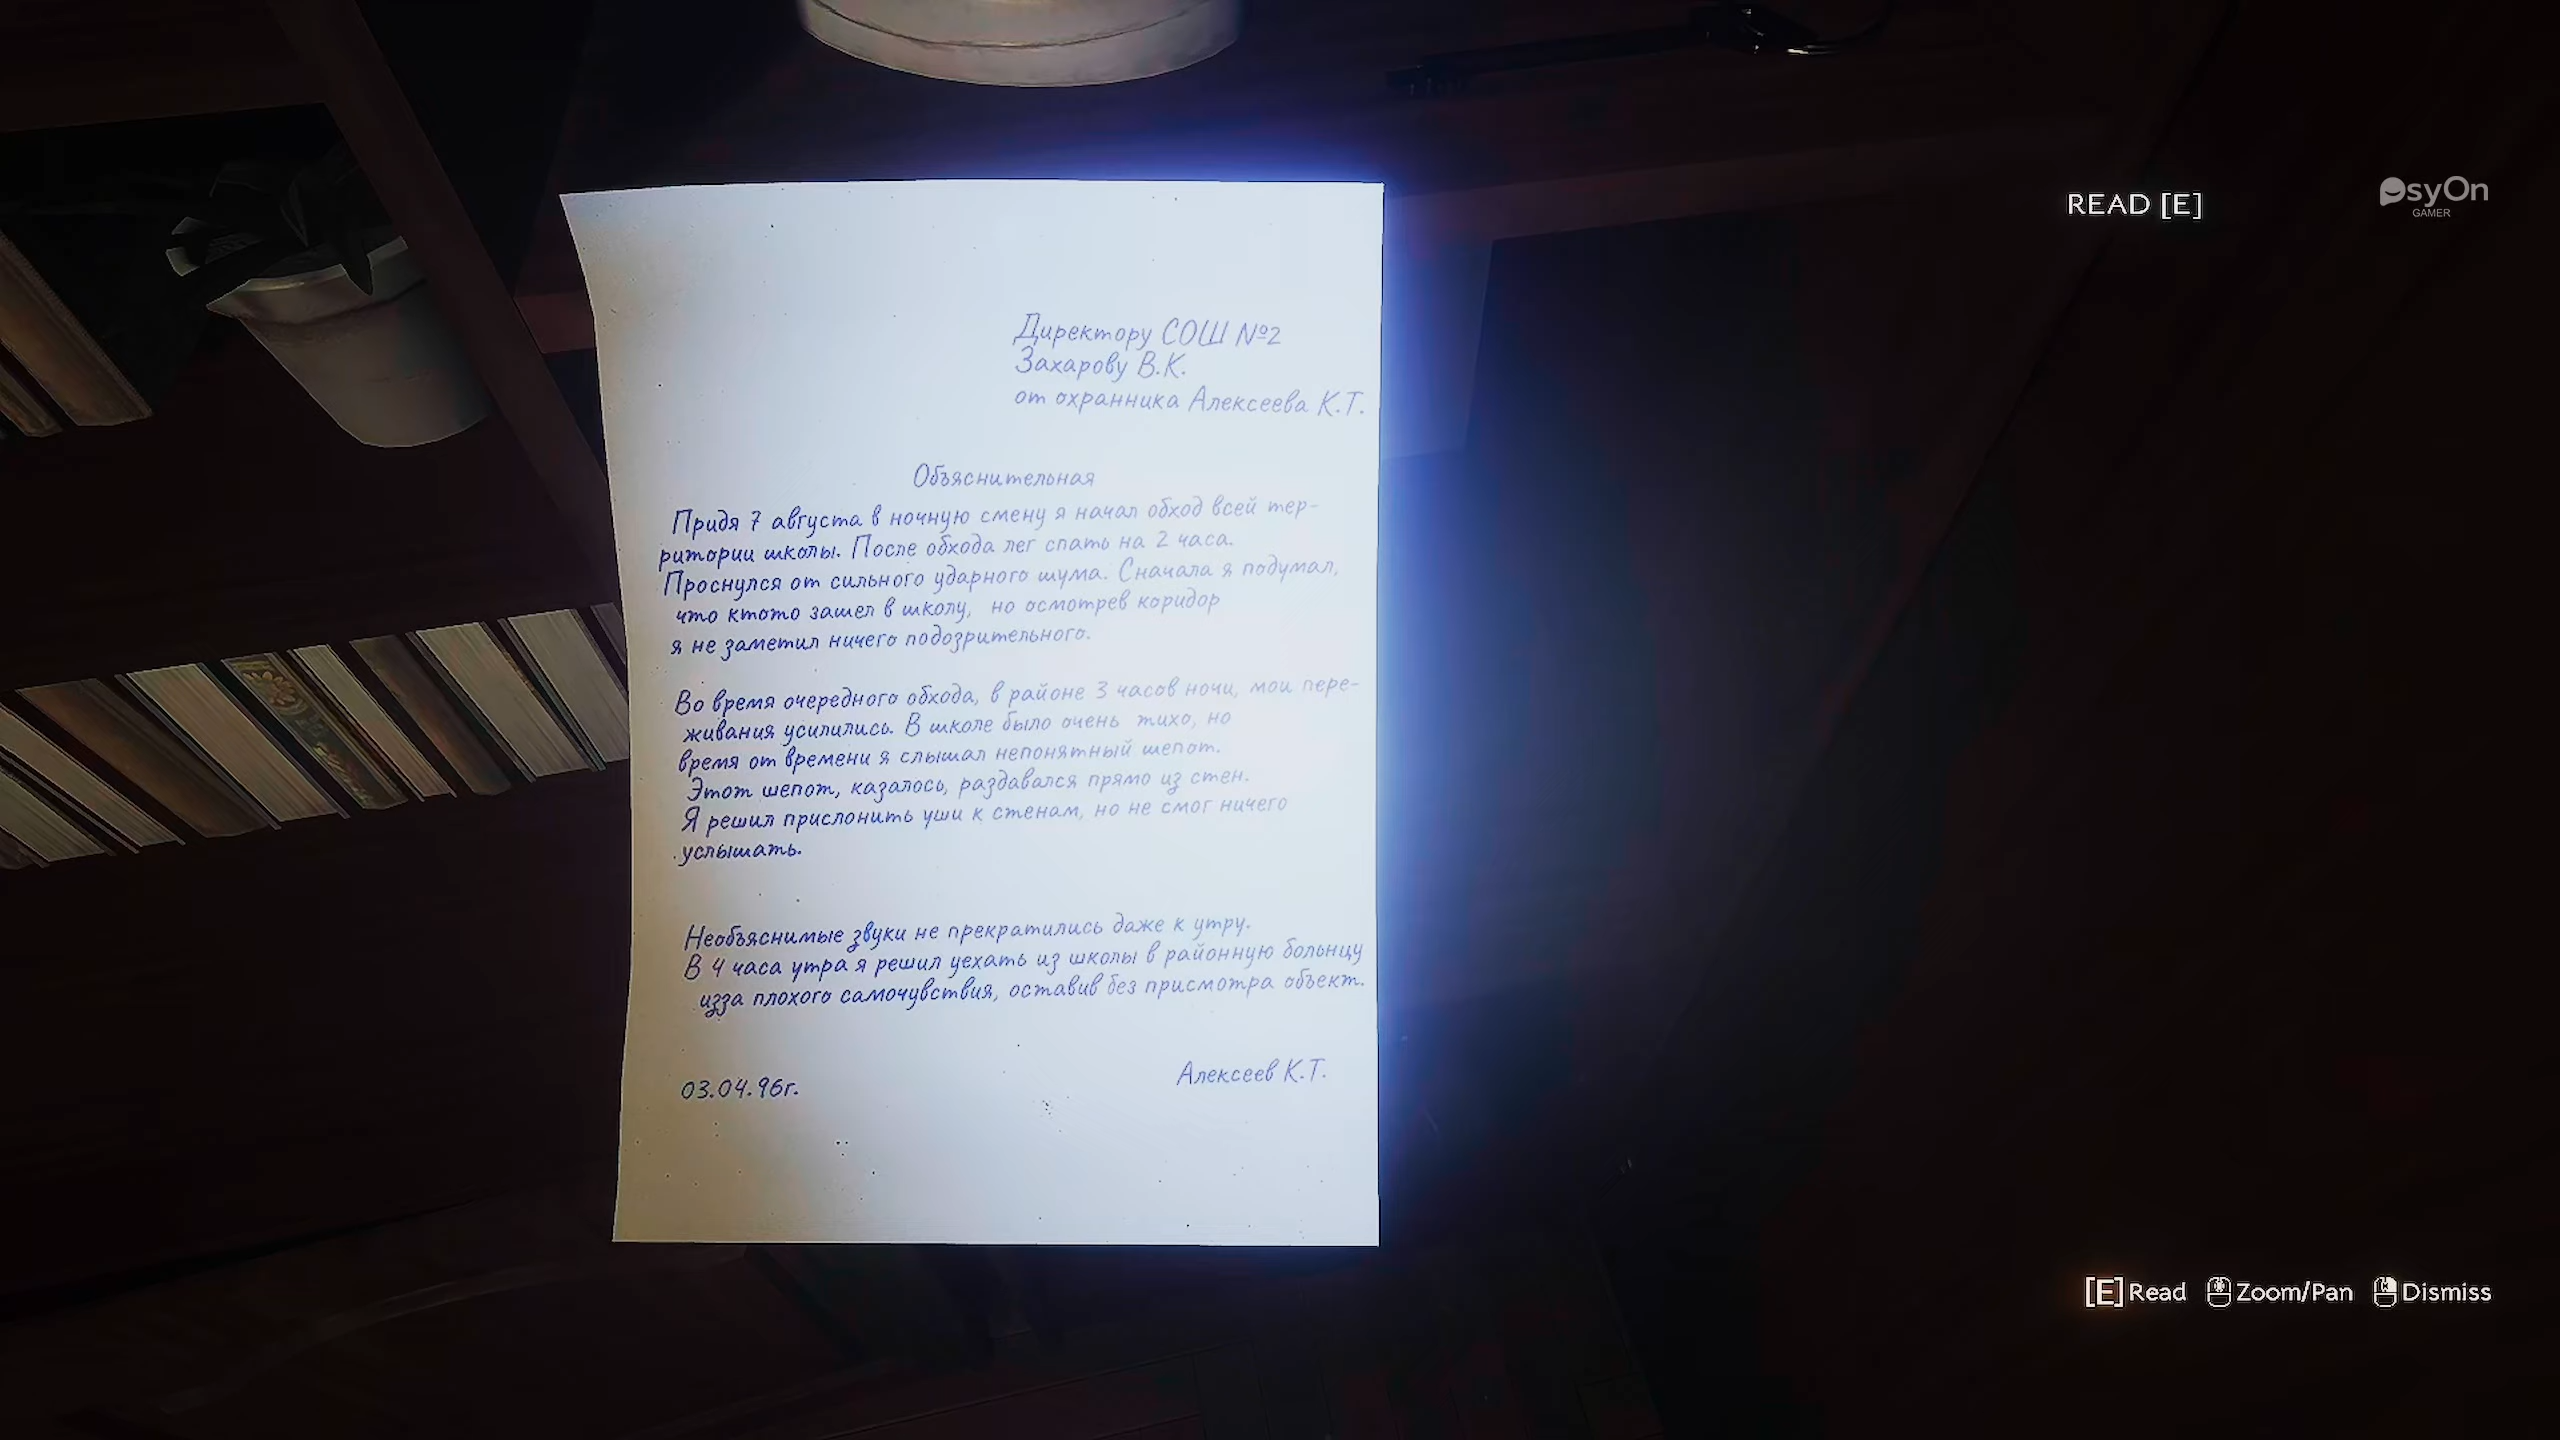 READ [E]
PsyOn
GAMER
Директору СОШ №2
Захарову В.К.
от охранника Алексеева К.Т.
Объяснительная
Придя 7 августа в ночную смену я начал обход всей тер-
ритории школы. После обхода лег спать на 2 часа.
Проснулся от сильного ударного шума. Сначала я подумал,
что ктото зашел в школу, но осмотрев коридор
я не заметил ничего подозрительного.
Во время очередного обхода, в районе 3 часов ночи, мои пере-
живания усилились. В школе было очень тихо, но
время от времени я слышал непонятный шепот.
Этот шепот, казалось, раздавался прямо из стен.
Я решил прислонить уши к стенам, но не смог ничего
услышать.
Необъяснимые звуки не прекратились даже к утру.
В 4 часа утра я решил уехать из школы в районную больнцу
изза плохого самочувствия, оставив без присмотра объект.
Алексеев К.Т.
03.04.96г.
[E] Read Zoom/Pan Dismiss